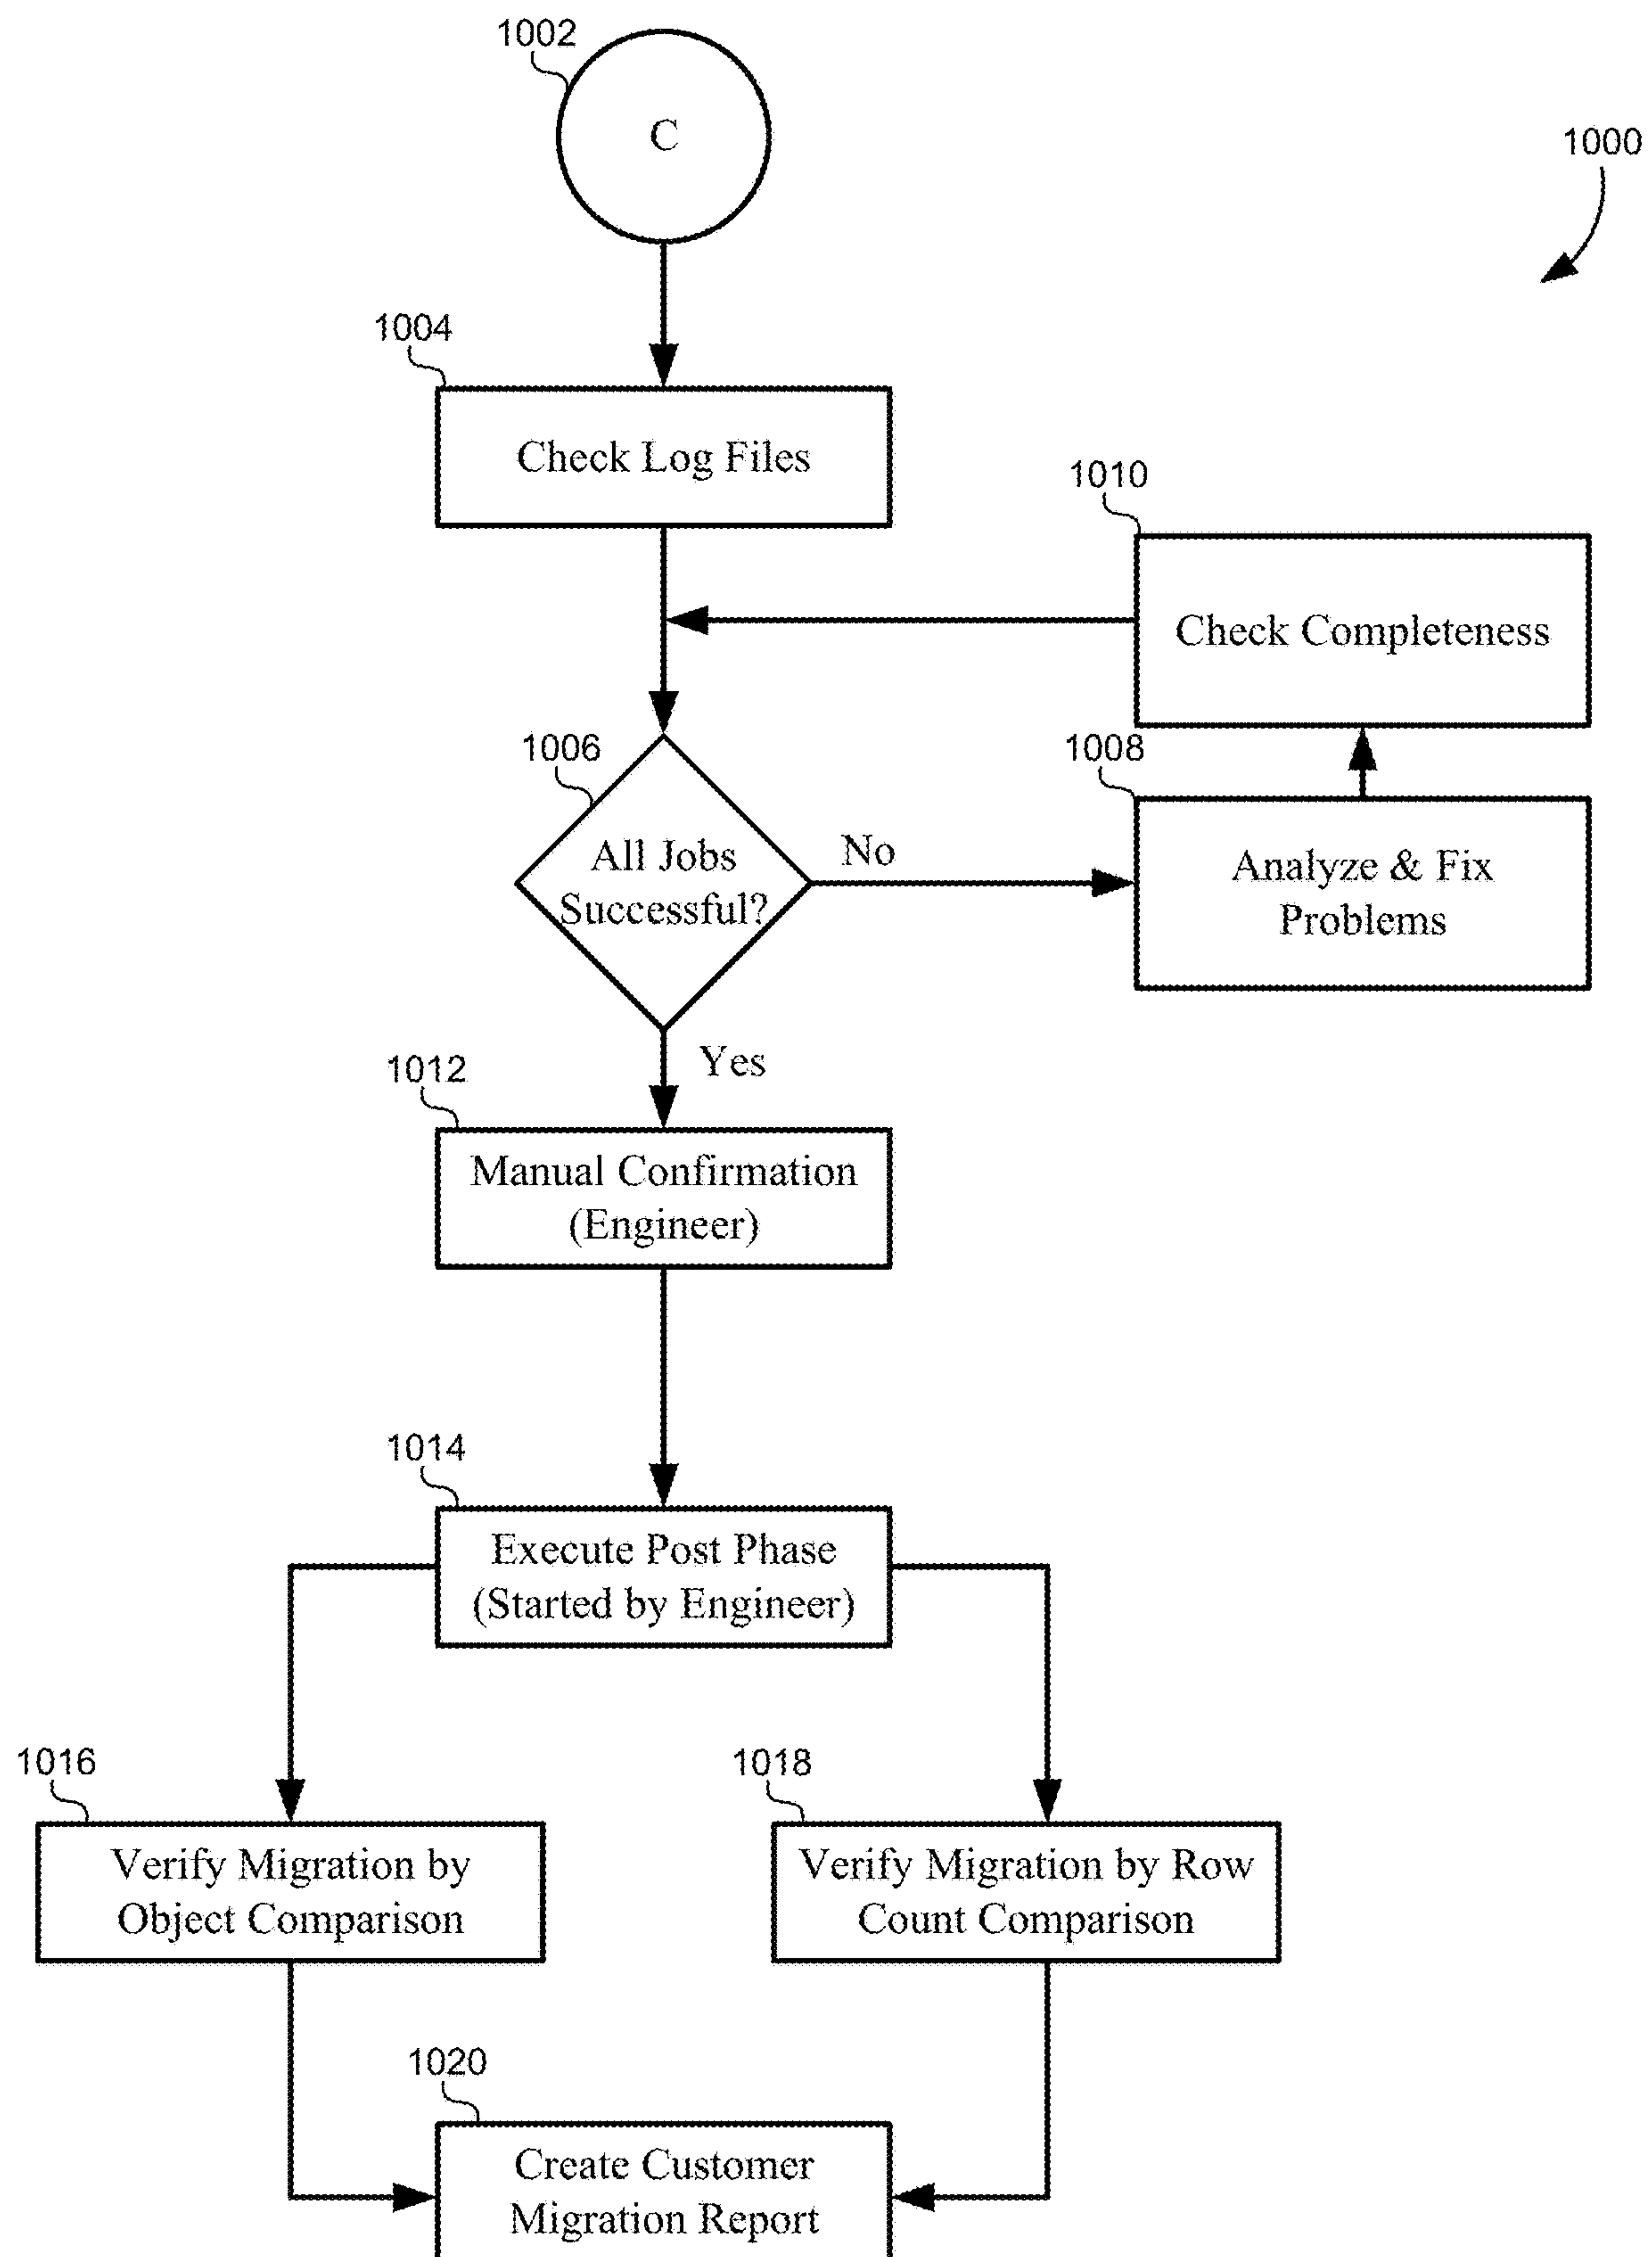 1002
C
1000
1004
Check Log Files
1010
Check Completeness
1006
All Jobs
Successful?
No
1008
Analyze & Fix
Problems
Yes
1012
Manual Confirmation
(Engineer)
1014
Execute Post Phase
(Started by Engineer)
1016
Verify Migration by
Object Comparison
1018
Verify Migration by Row
Count Comparison
1020
Create Customer
Migration Report